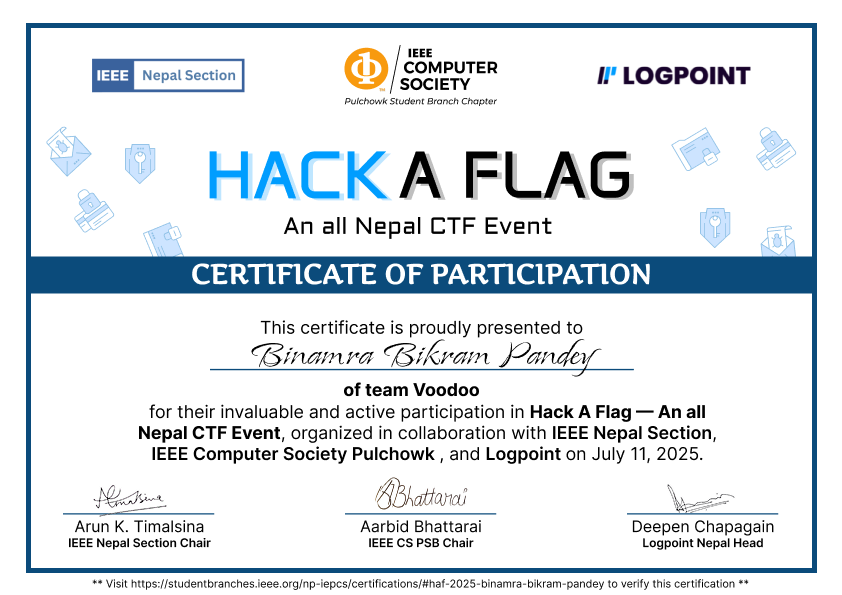 IEEE Nepal Section
IEEE
COMPUTER
SOCIETY
TM
Pulchowk Student Branch Chapter
LOGPOINT
HACK A FLAG
An all Nepal CTF Event
CERTIFICATE OF PARTICIPATION
This certificate is proudly presented to
Binamra Bikram Pandey
of team Voodoo
for their invaluable and active participation in Hack A Flag — An all
Nepal CTF Event, organized in collaboration with IEEE Nepal Section,
IEEE Computer Society Pulchowk , and Logpoint on July 11, 2025.
ABhattarai
Arun K. Timalsina
Aarbid Bhattarai
Deepen Chapagain
IEEE Nepal Section Chair
IEEE CS PSB Chair
Logpoint Nepal Head
** Visit https://studentbranches.ieee.org/np-iepcs/certifications/#haf-2025-binamra-bikram-pandey to verify this certification **